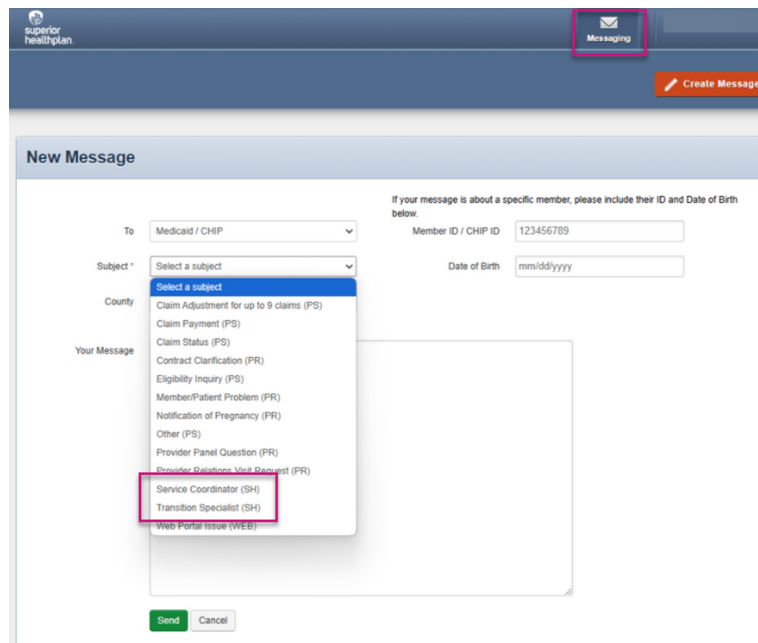 superior
healthplan.
Messaging
Create Message
New Message
If your message is about a specific member, please include their ID and Date of Birth
below.
To
Medicaid / CHIP
Member ID / CHIP ID
123456789
Subject *
Select a subject
Date of Birth
mm/dd/yyyy
Select a subject
County
Claim Adjustment for up to 9 claims (PS)
Claim Payment (PS)
Claim Status (PS)
Your Message
Contract Clarification (PR)
Eligibility Inquiry (PS)
Member/Patient Problem (PR)
Notification of Pregnancy (PR)
Other (PS)
Provider Panel Question (PR)
Provider Relations Visit Request (PR)
Service Coordinator (SH)
Transition Specialist (SH)
Web Portal Issue (WEB)
Send
Cancel